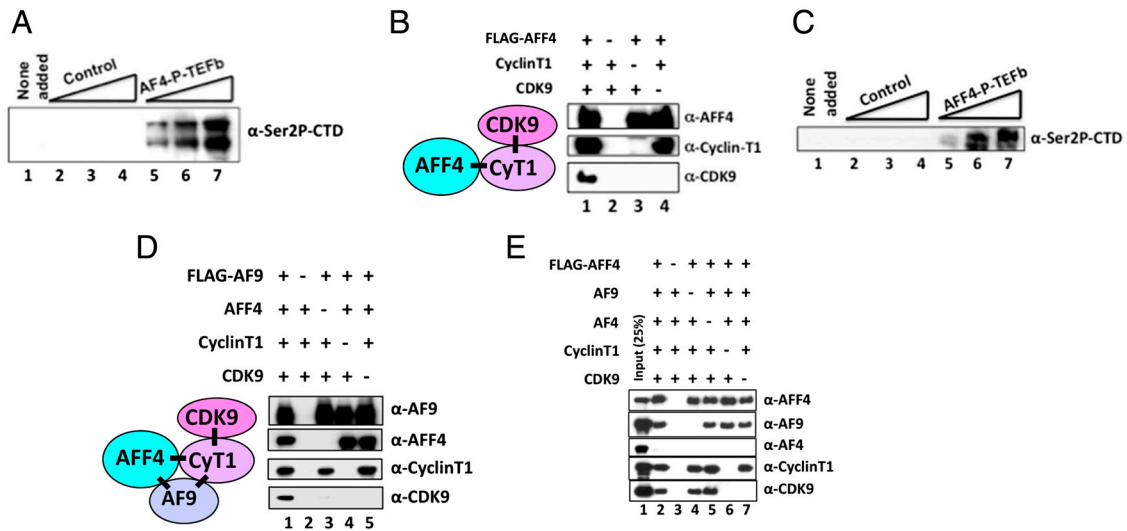 A
None added
Control
AF4-P-TEFb
α-Ser2P-CTD
1 2 3 4 5 6 7
B
FLAG-AFF4 + - + +
CyclinT1 + + - +
CDK9 + + + -
CDK9
AFF4
CyT1
α-AFF4
α-Cyclin-T1
α-CDK9
1 2 3 4
C
None added
Control
AFF4-P-TEFb
α-Ser2P-CTD
1 2 3 4 5 6 7
D
FLAG-AF9 + - + + +
AFF4 + + - + +
CyclinT1 + + + - +
CDK9 + + + + -
CDK9
AFF4
CyT1
AF9
α-AF9
α-AFF4
α-CyclinT1
α-CDK9
1 2 3 4 5
E
FLAG-AFF4 + - + + + +
AF9 + + - + + +
AF4 + + + - + +
CyclinT1 + + + + - +
CDK9 + + + + + -
Input (25%)
α-AFF4
α-AF9
α-AF4
α-CyclinT1
α-CDK9
1 2 3 4 5 6 7